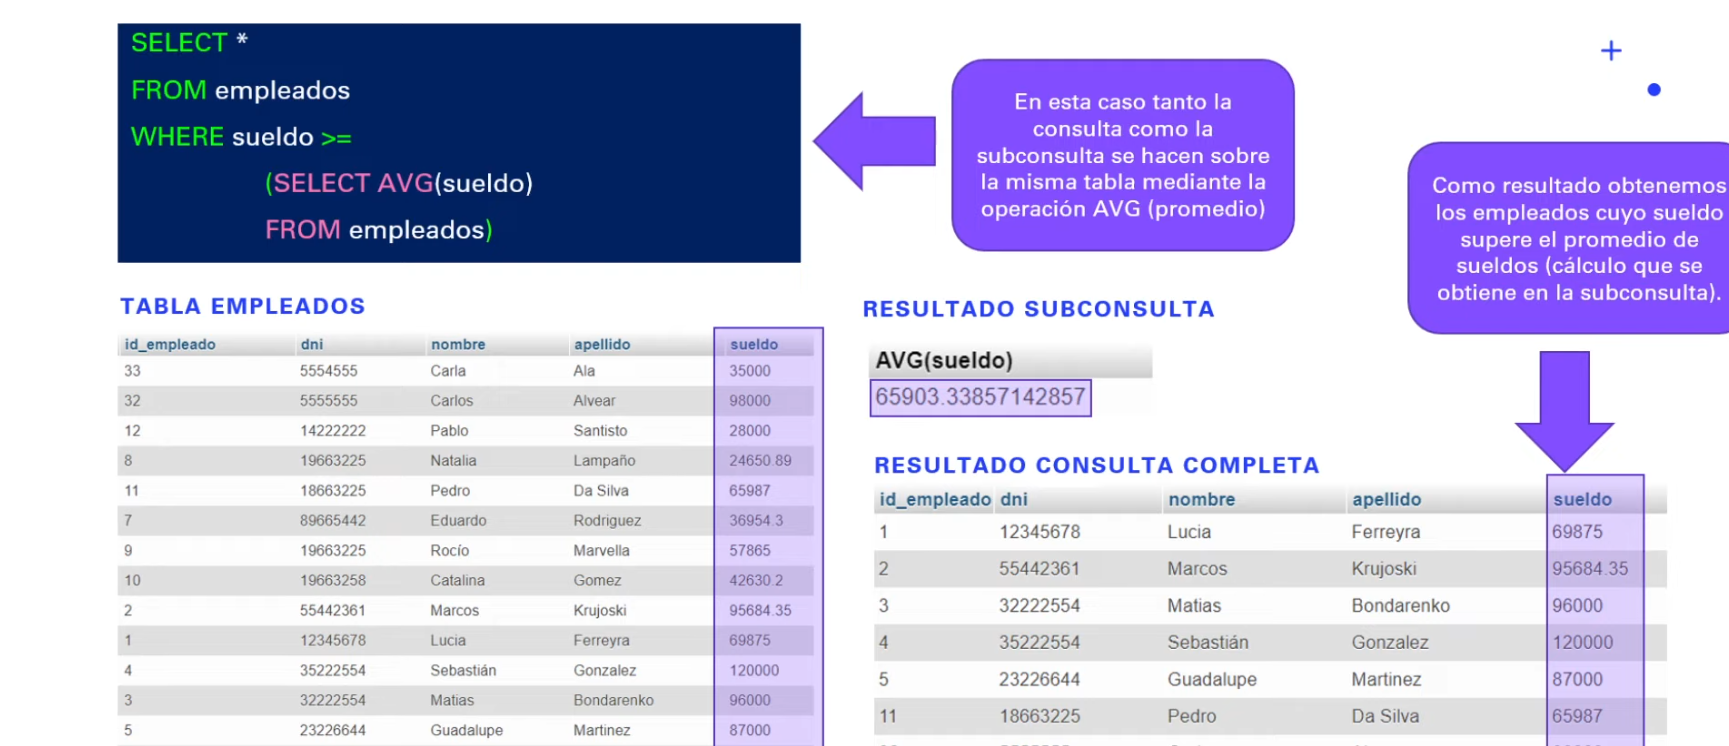 SELECT *
FROM empleados
WHERE sueldo >=
(SELECT AVG(sueldo)
FROM empleados)
En esta caso tanto la
consulta como la
subconsulta se hacen sobre
la misma tabla mediante la
operación AVG (promedio)
Como resultado obtenemos
los empleados cuyo sueldo
supere el promedio de
sueldos (cálculo que se
obtiene en la subconsulta).
TABLA EMPLEADOS
id_empleado dni nombre apellido sueldo
33 5554555 Carla Ala 35000
32 5555555 Carlos Alvear 98000
12 14222222 Pablo Santisto 28000
8 19663225 Natalia Lampaño 24650.89
11 18663225 Pedro Da Silva 65987
7 89665442 Eduardo Rodriguez 36954.3
9 19663225 Rocío Marvella 57865
10 19663258 Catalina Gomez 42630.2
2 55442361 Marcos Krujoski 95684.35
1 12345678 Lucia Ferreyra 69875
4 35222554 Sebastián Gonzalez 120000
3 32222554 Matias Bondarenko 96000
5 23226644 Guadalupe Martinez 87000
RESULTADO SUBCONSULTA
AVG(sueldo)
65903.33857142857
RESULTADO CONSULTA COMPLETA
id_empleado dni nombre apellido sueldo
1 12345678 Lucia Ferreyra 69875
2 55442361 Marcos Krujoski 95684.35
3 32222554 Matias Bondarenko 96000
4 35222554 Sebastián Gonzalez 120000
5 23226644 Guadalupe Martinez 87000
11 18663225 Pedro Da Silva 65987